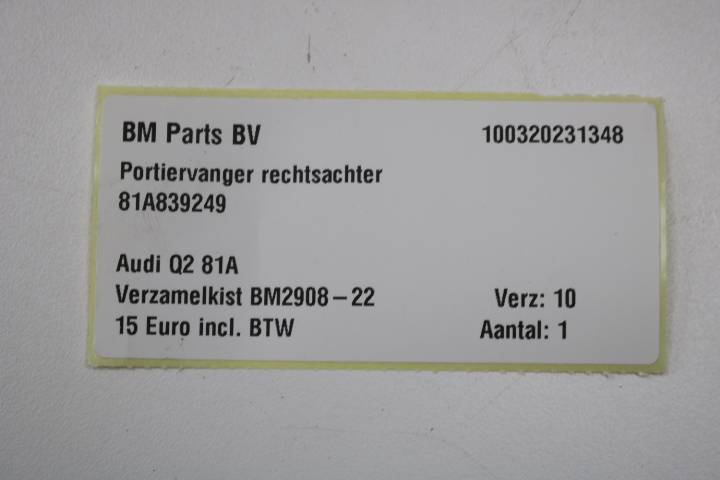 BM Parts BV 100320231348
Portiervanger rechtsachter
81A839249
Audi Q2 81A
Verzamelkist BM2908-22 Verz: 10
15 Euro incl. BTW Aantal: 1